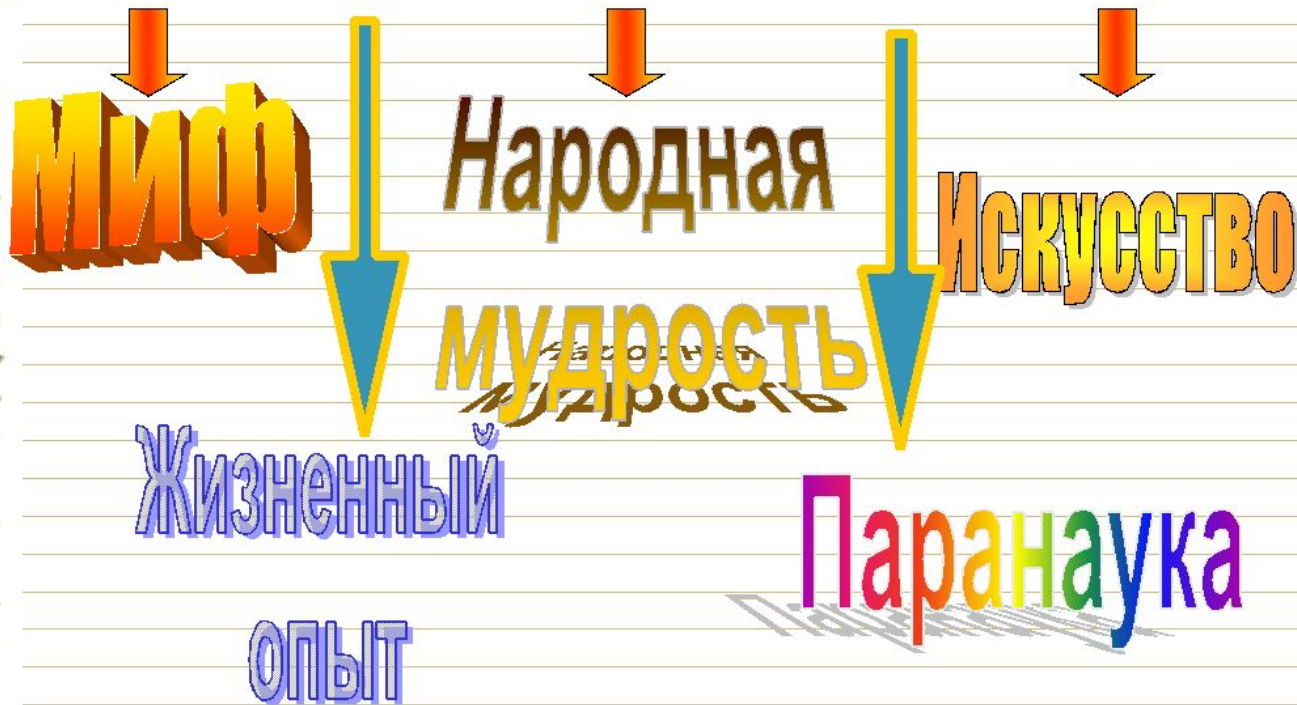 Миф
Народная
мудрость
Искусство
Жизненный
опыт
Паранаука